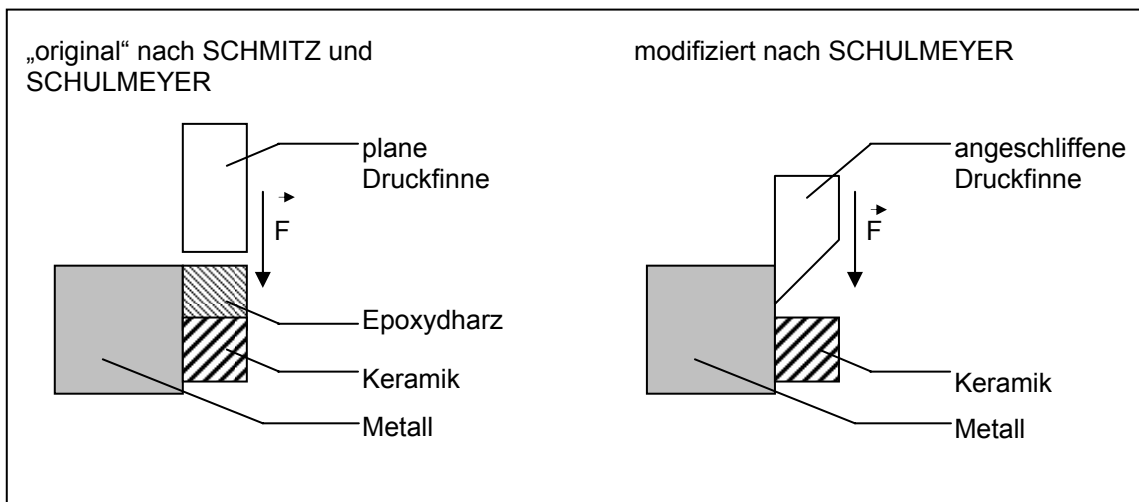 „original“ nach SCHMITZ und
SCHULMEYER
plane
Druckfinne
F
Epoxydharz
Keramik
Metall
modifiziert nach SCHULMEYER
angeschliffene
Druckfinne
F
Keramik
Metall